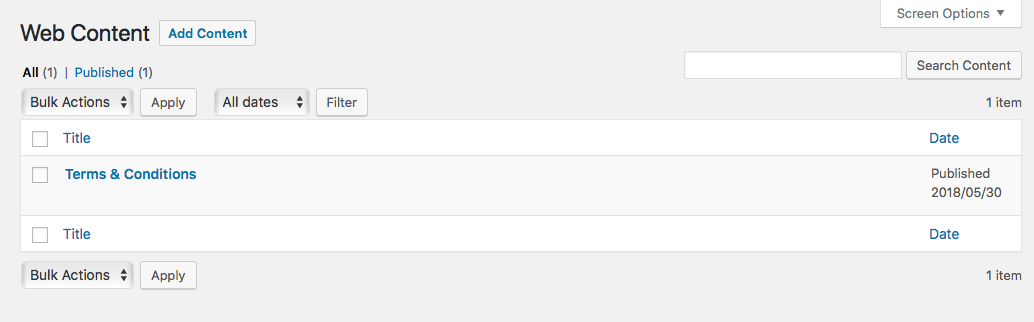 Screen Options
Web Content Add Content
All (1) | Published (1)
Search Content
Bulk Actions Apply All dates Filter 1 item
Title Date
Terms & Conditions Published
2018/05/30
Title Date
Bulk Actions Apply 1 item